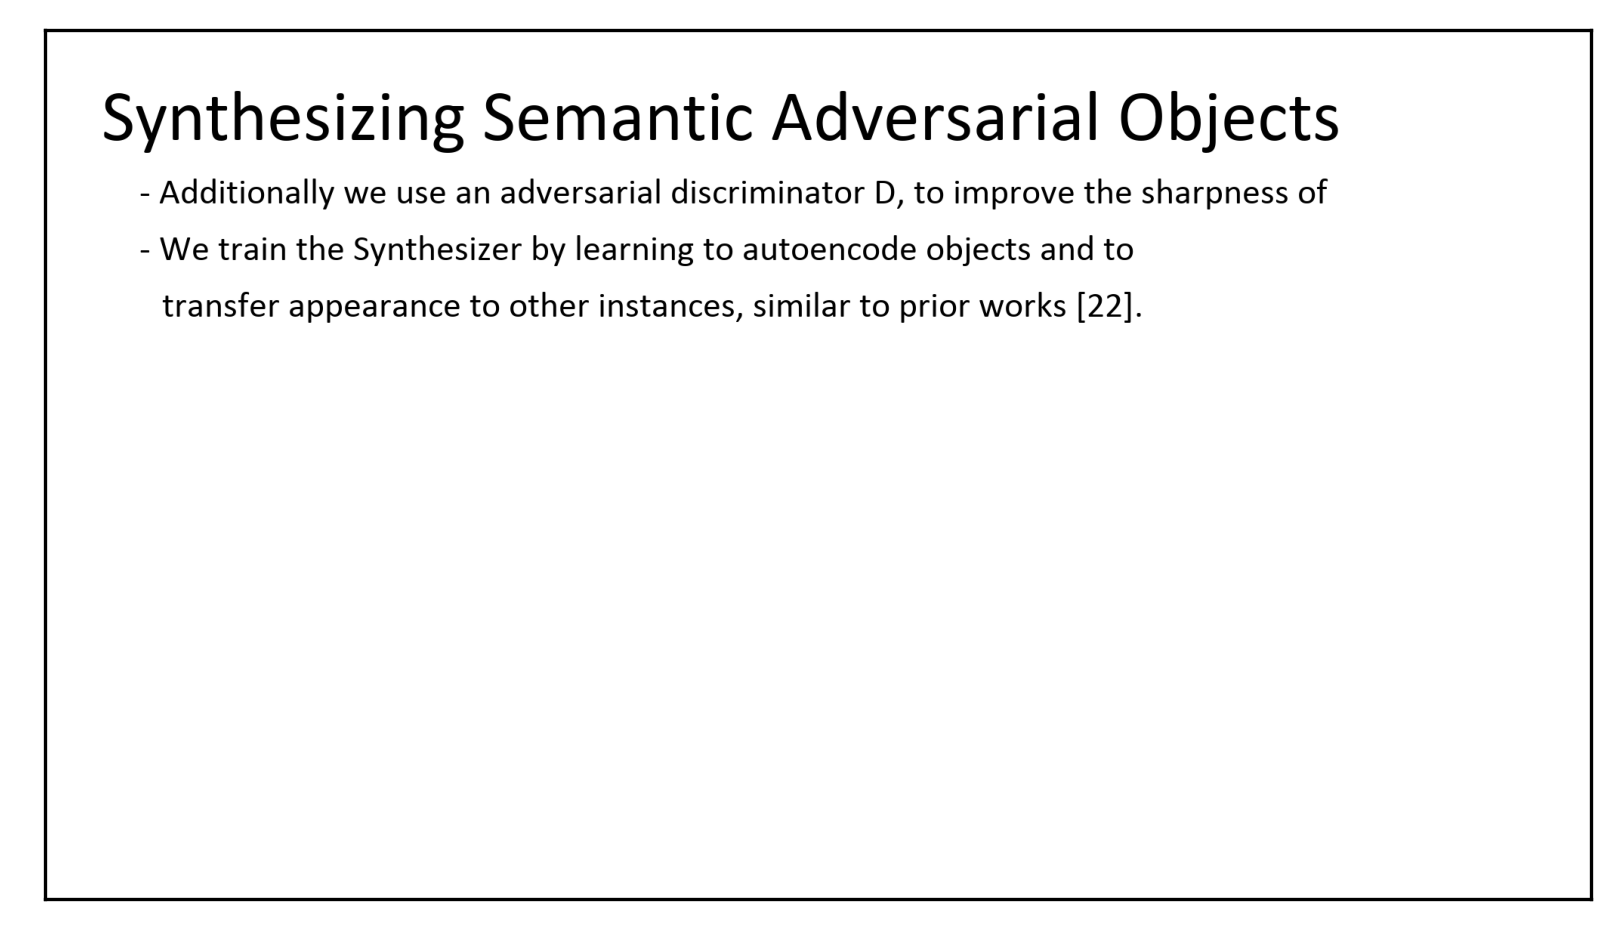 Synthesizing Semantic Adversarial Objects
- Additionally we use an adversarial discriminator D, to improve the sharpness of
- We train the Synthesizer by learning to autoencode objects and to
transfer appearance to other instances, similar to prior works [22].